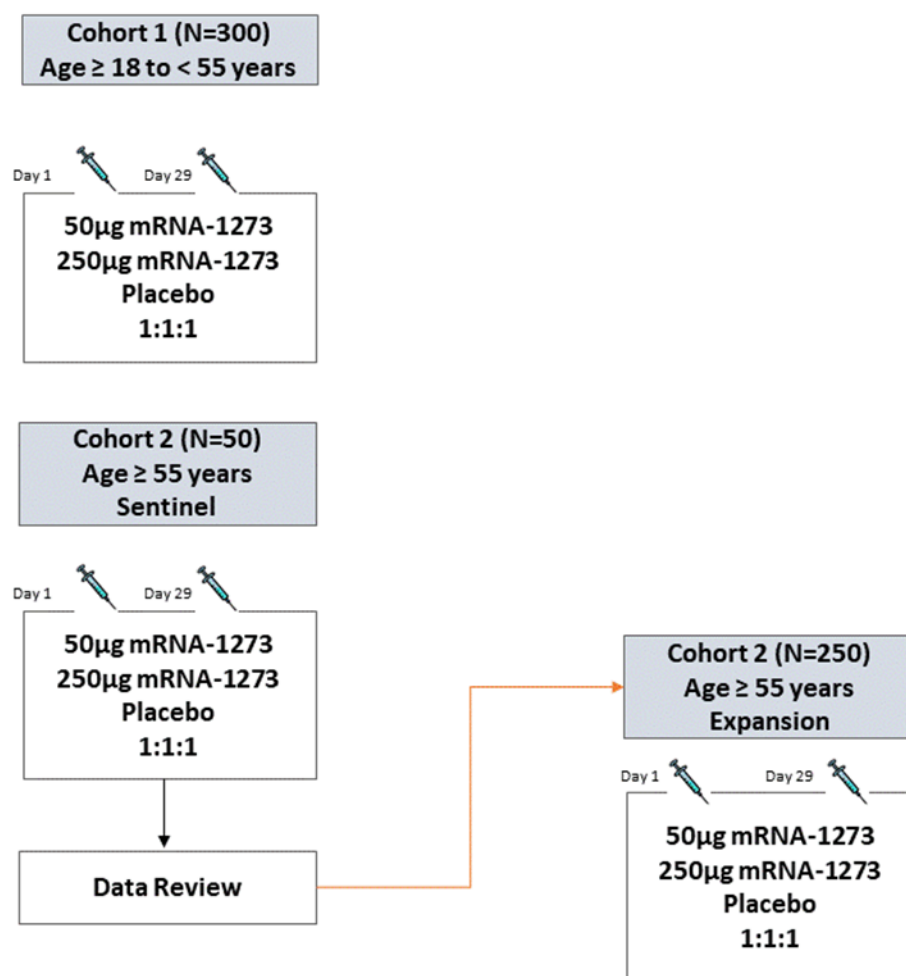 Cohort 1 (N=300)
Age ≥ 18 to < 55 years
Day 1
Day 29
50µg mRNA-1273
250µg mRNA-1273
Placebo
1:1:1
Cohort 2 (N=50)
Age ≥ 55 years
Sentinel
Day 1
Day 29
50µg mRNA-1273
250µg mRNA-1273
Placebo
1:1:1
Data Review
Cohort 2 (N=250)
Age ≥ 55 years
Expansion
Day 1
Day 29
50µg mRNA-1273
250µg mRNA-1273
Placebo
1:1:1